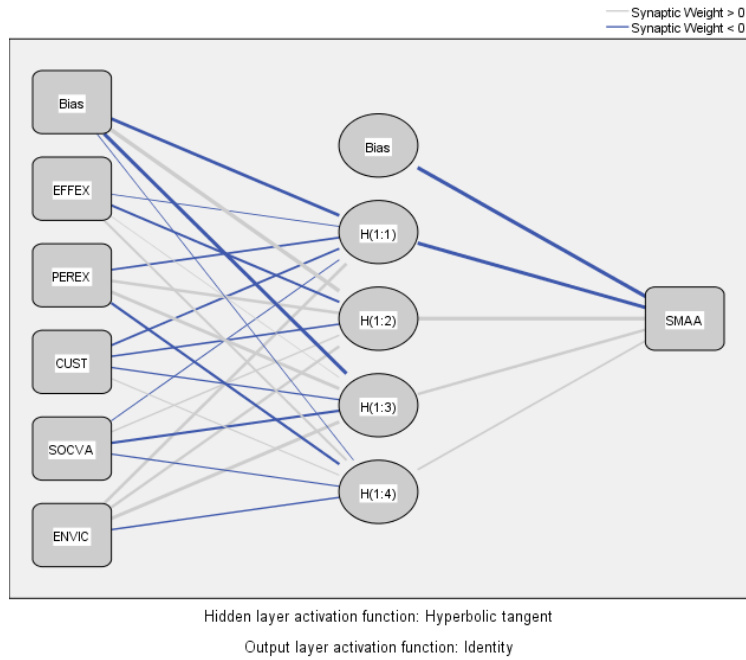 Synaptic Weight > 0
Synaptic Weight < 0
Bias
EFFEX
PEREX
CUST
SOCVA
ENVIC
Bias
H(1:1)
H(1:2)
H(1:3)
H(1:4)
SMAA
Hidden layer activation function: Hyperbolic tangent
Output layer activation function: Identity